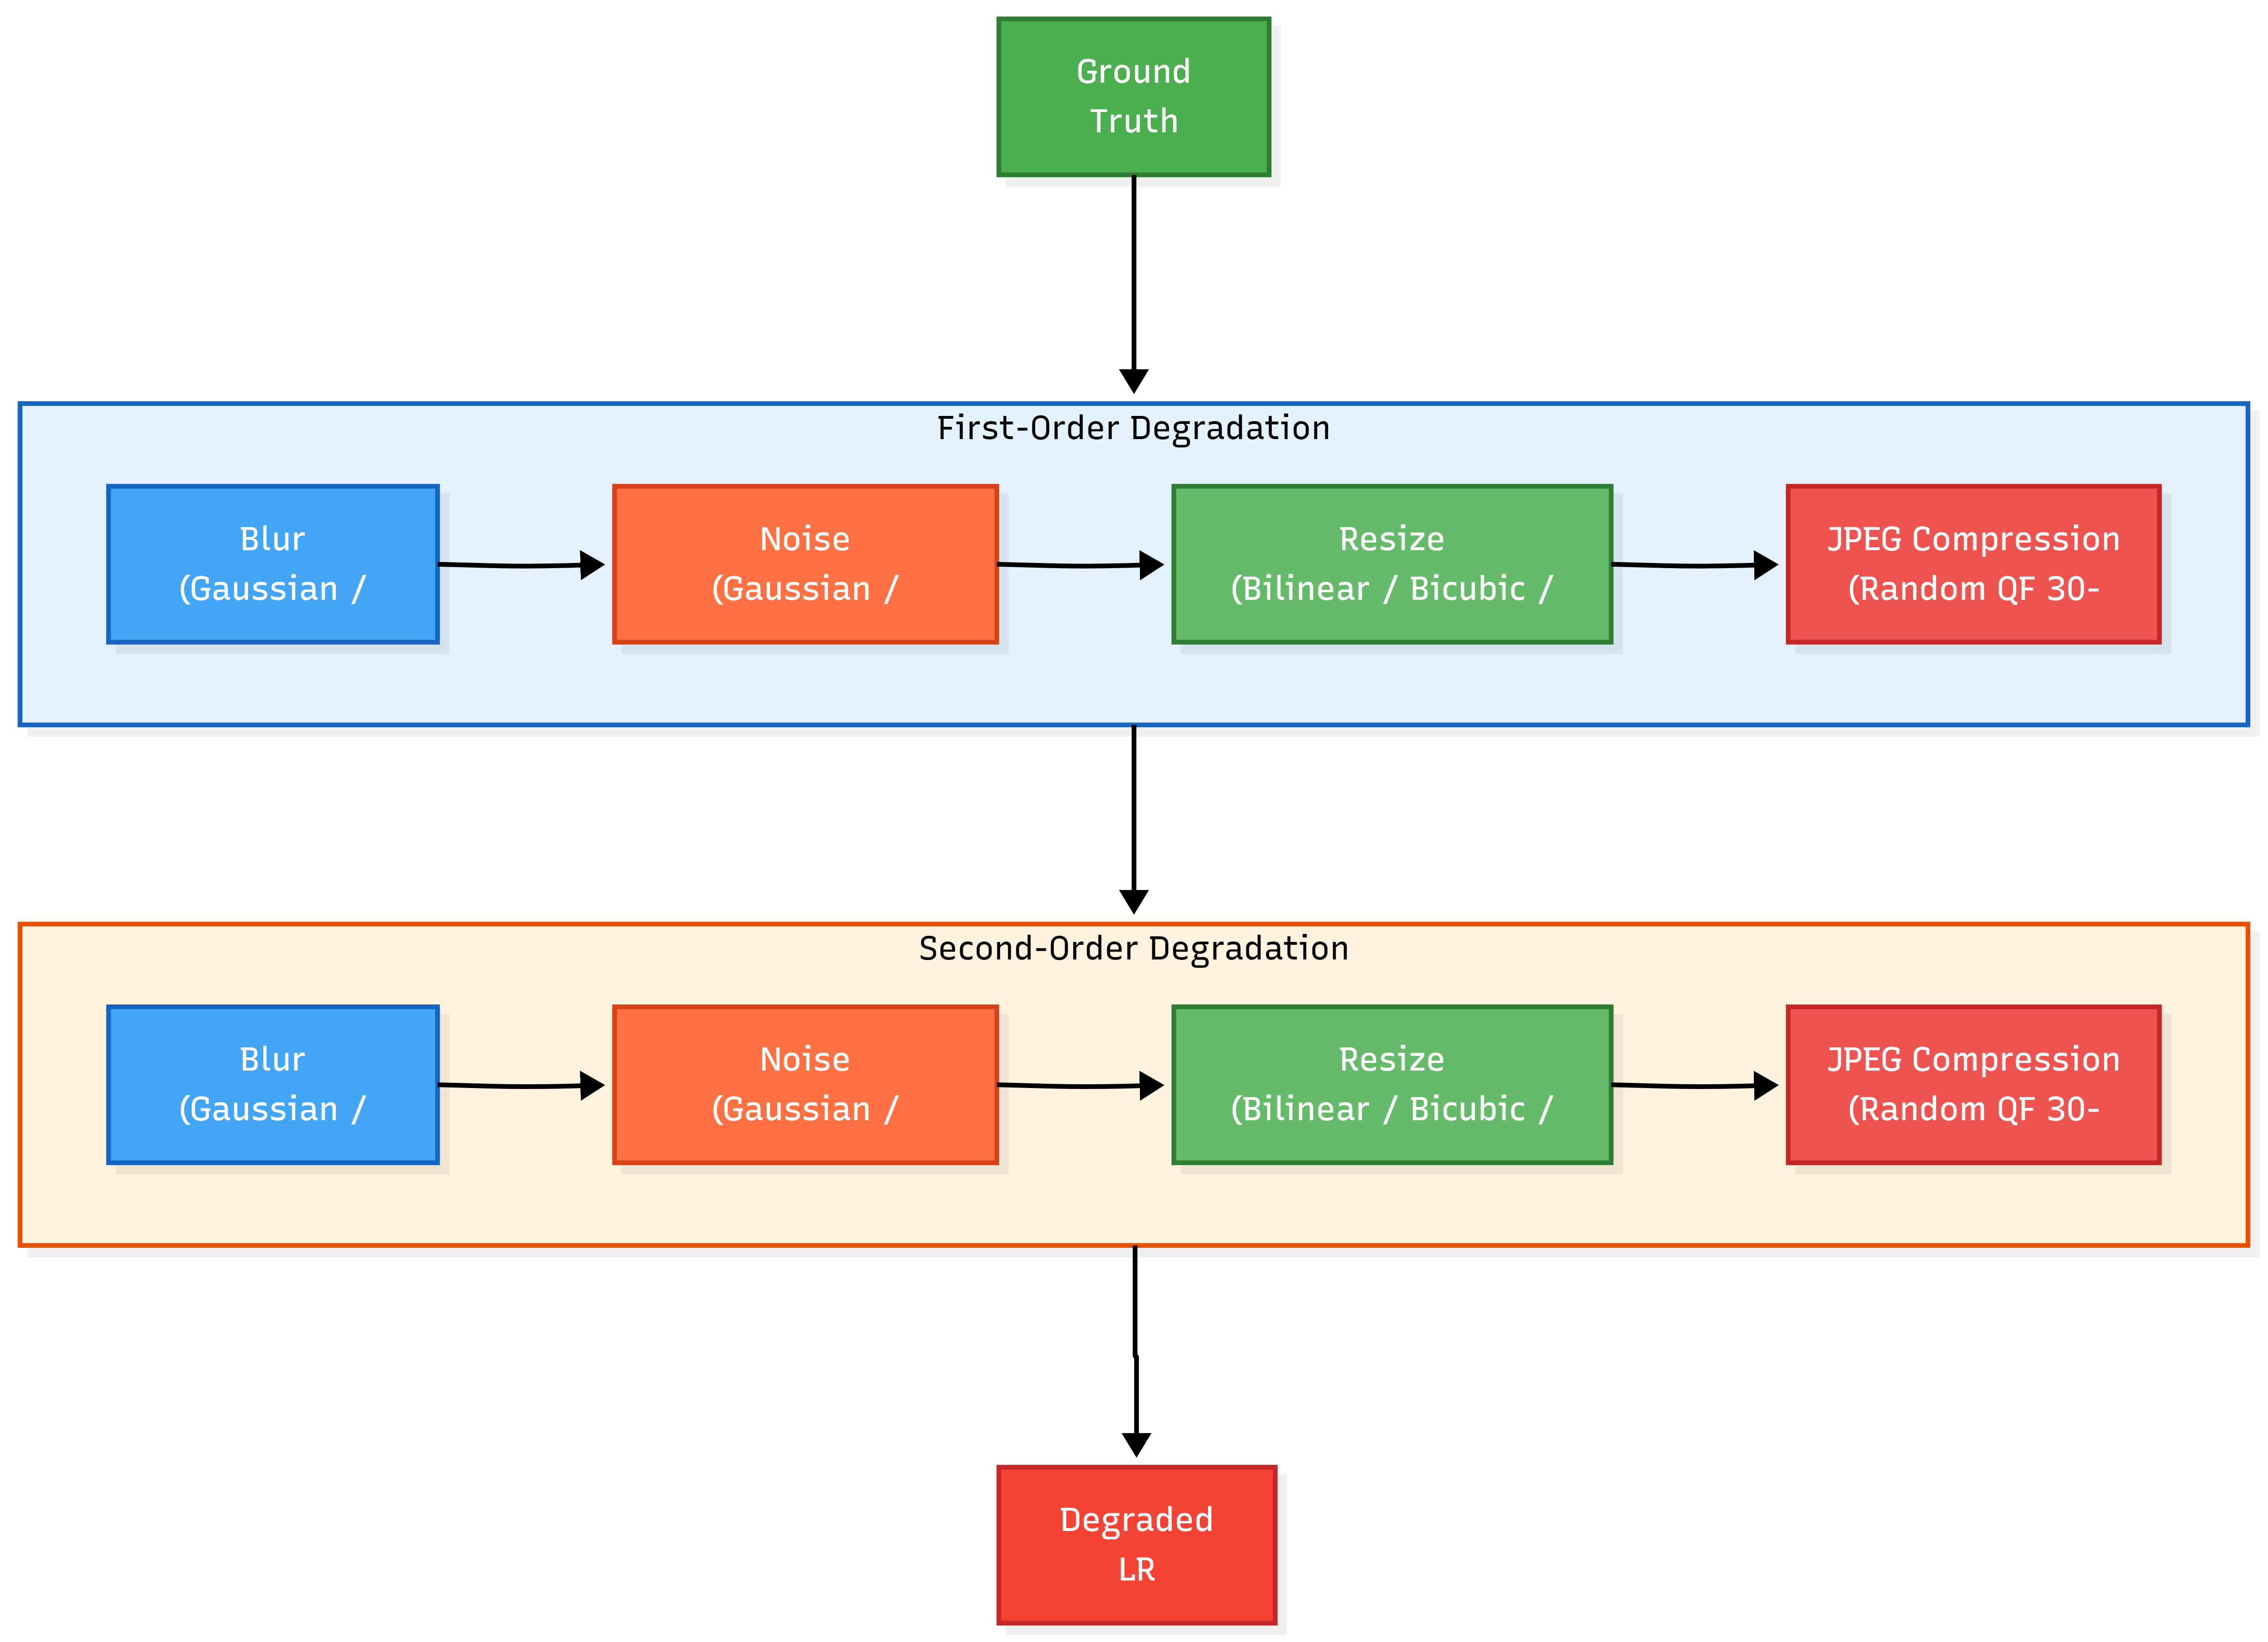 Ground
Truth
First-Order Degradation
Blur
(Gaussian /
Noise
(Gaussian /
Resize
(Bilinear / Bicubic /
JPEG Compression
(Random QF 30-
Second-Order Degradation
Blur
(Gaussian /
Noise
(Gaussian /
Resize
(Bilinear / Bicubic /
JPEG Compression
(Random QF 30-
Degraded
LR